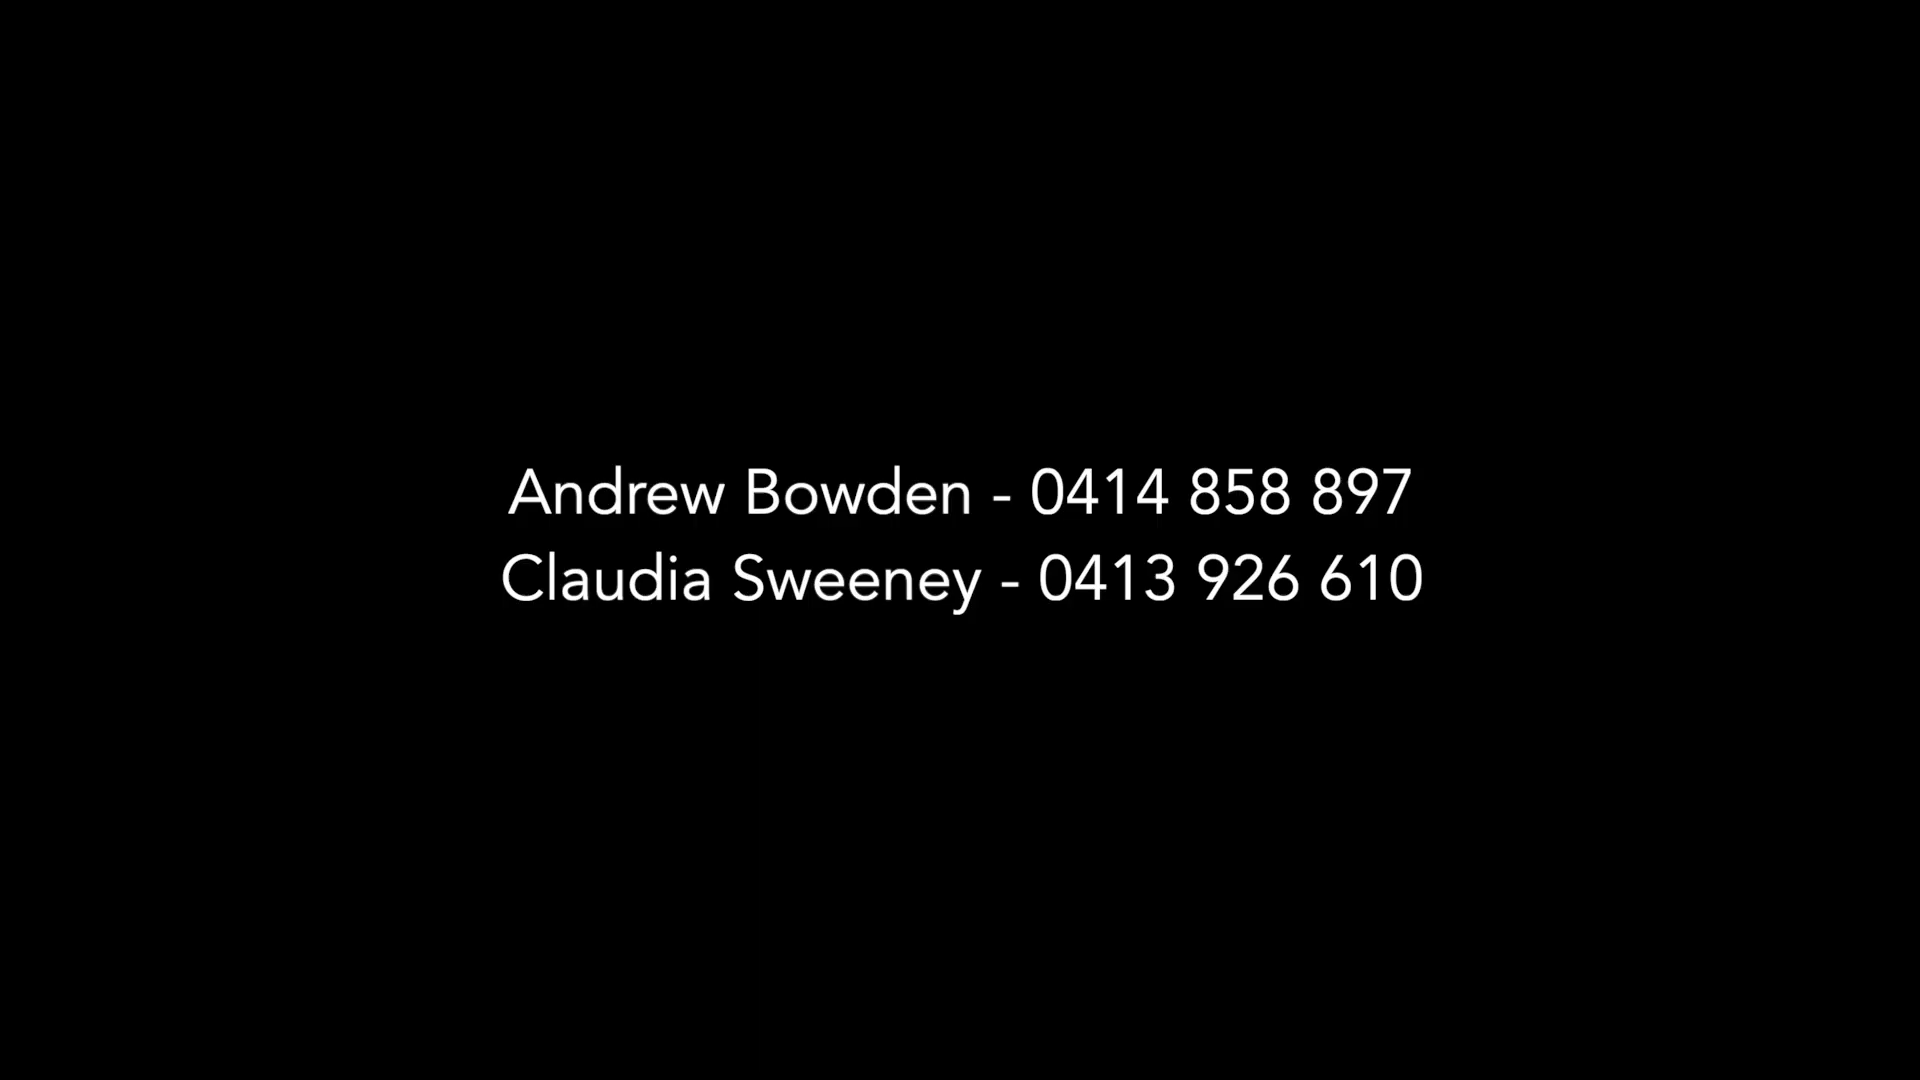 Andrew Bowden - 0414 858 897
Claudia Sweeney - 0413 926 610